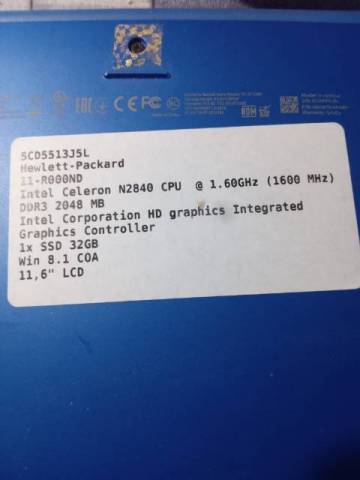 5CD5513J5L
Hewlett-Packard
11-R000ND
Intel Celeron N2840 CPU @ 1.60GHz (1600 MHz)
DDR3 2048 MB
Intel Corporation HD graphics Integrated
Graphics Controller
1x SSD 32GB
Win 8.1 COA
11,6" LCD